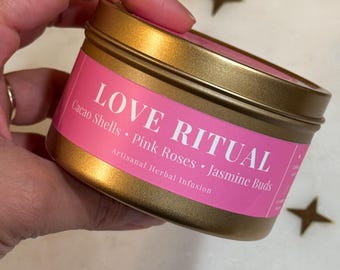 LOVE RITUAL
Cacao Shells • Pink Roses • Jasmine Buds
Artisanal Herbal Infusion